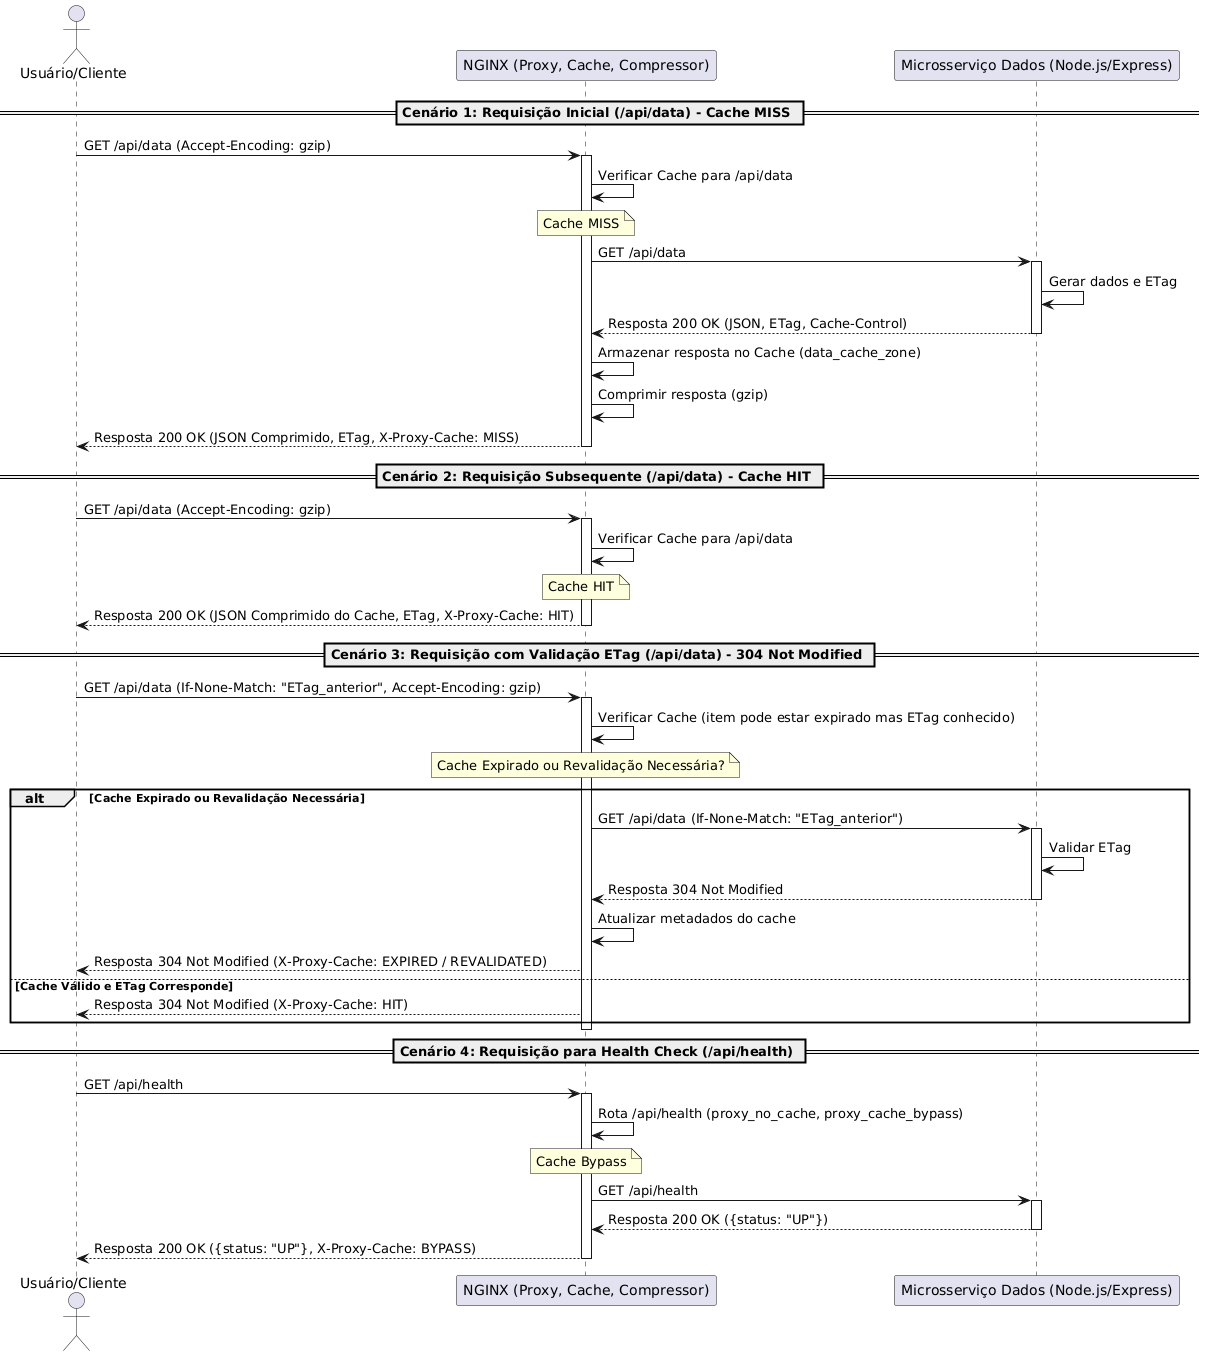 Usuário/Cliente
NGINX (Proxy, Cache, Compressor)
Microsserviço Dados (Node.js/Express)
Cenário 1: Requisição Inicial (/api/data) - Cache MISS
GET /api/data (Accept-Encoding: gzip)
Verificar Cache para /api/data
Cache MISS
GET /api/data
Gerar dados e ETag
Resposta 200 OK (JSON, ETag, Cache-Control)
Armazenar resposta no Cache (data_cache_zone)
Comprimir resposta (gzip)
Resposta 200 OK (JSON Comprimido, ETag, X-Proxy-Cache: MISS)
Cenário 2: Requisição Subsequente (/api/data) - Cache HIT
GET /api/data (Accept-Encoding: gzip)
Verificar Cache para /api/data
Cache HIT
Resposta 200 OK (JSON Comprimido do Cache, ETag, X-Proxy-Cache: HIT)
Cenário 3: Requisição com Validação ETag (/api/data) - 304 Not Modified
GET /api/data (If-None-Match: "ETag_anterior", Accept-Encoding: gzip)
Verificar Cache (item pode estar expirado mas ETag conhecido)
Cache Expirado ou Revalidação Necessária?
alt
[Cache Expirado ou Revalidação Necessária]
GET /api/data (If-None-Match: "ETag_anterior")
Validar ETag
Resposta 304 Not Modified
Atualizar metadados do cache
Resposta 304 Not Modified (X-Proxy-Cache: EXPIRED / REVALIDATED)
[Cache Válido e ETag Corresponde]
Resposta 304 Not Modified (X-Proxy-Cache: HIT)
Cenário 4: Requisição para Health Check (/api/health)
GET /api/health
Rota /api/health (proxy_no_cache, proxy_cache_bypass)
Cache Bypass
GET /api/health
Resposta 200 OK ({status: "UP"})
Resposta 200 OK ({status: "UP"}, X-Proxy-Cache: BYPASS)
Usuário/Cliente
NGINX (Proxy, Cache, Compressor)
Microsserviço Dados (Node.js/Express)